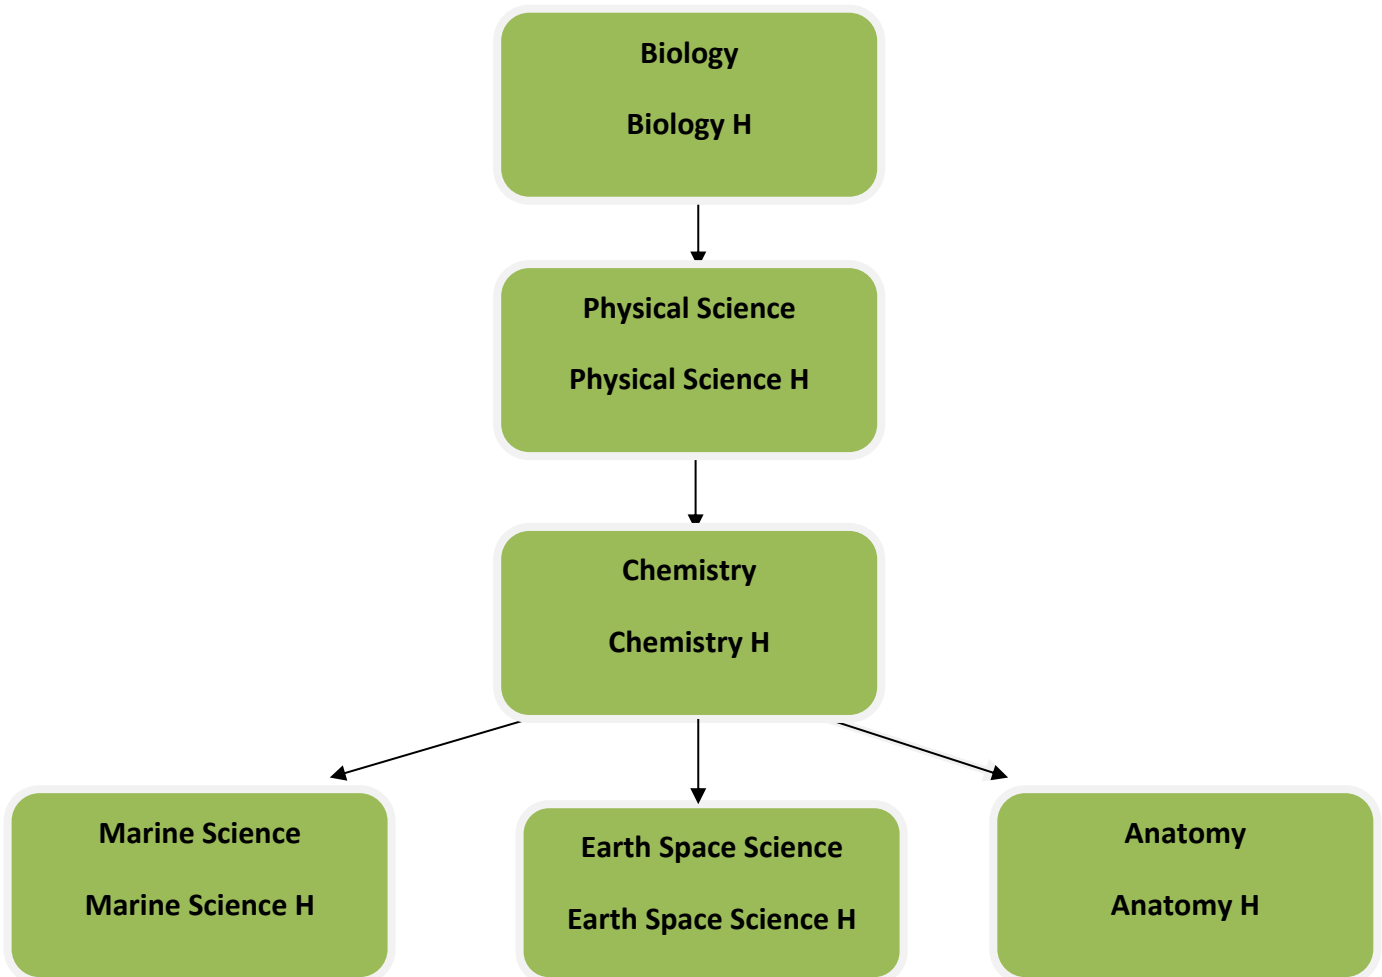 Biology
Biology H
Physical Science
Physical Science H
Chemistry
Chemistry H
Marine Science
Marine Science H
Earth Space Science
Earth Space Science H
Anatomy
Anatomy H